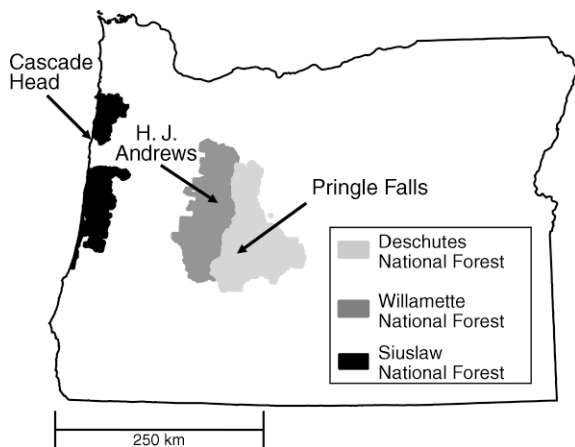 Cascade
Head
H. J.
Andrews
Pringle Falls
Deschutes
National Forest
Willamette
National Forest
Siuslaw
National Forest
250 km